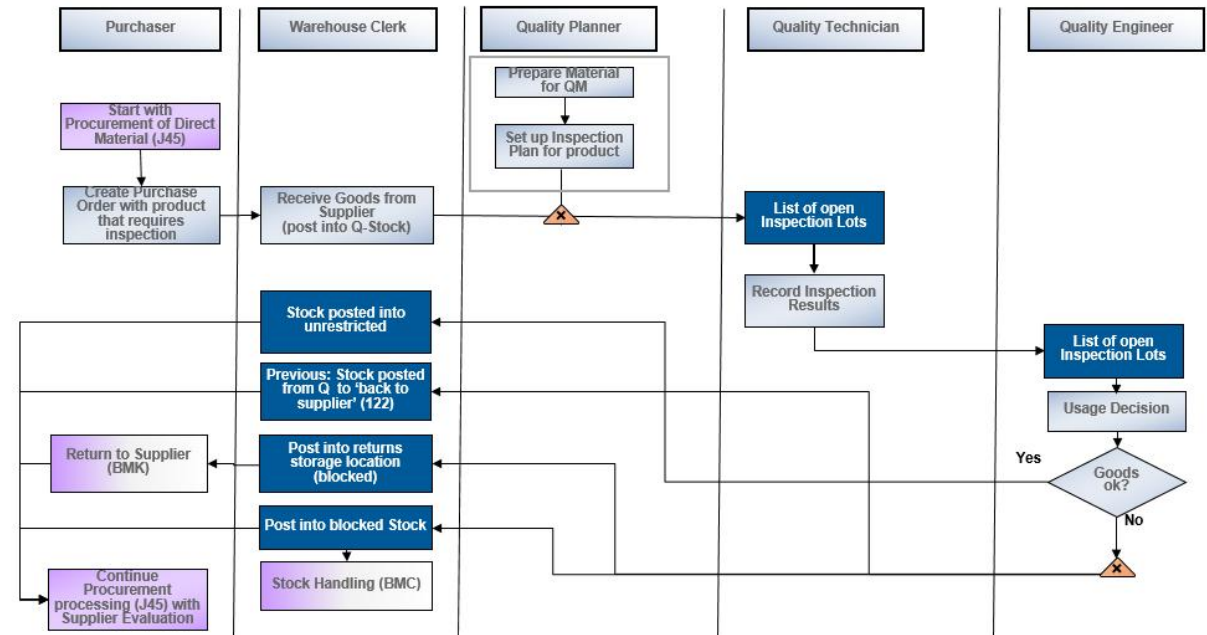 Purchaser
Warehouse Clerk
Quality Planner
Quality Technician
Quality Engineer
Prepare Material
for QM
Start with
Procurement of Direct
Material (J45)
Set up Inspection
Plan for product
Create Purchase
Order with product
that requires
inspection
Receive Goods from
Supplier
(post into Q-Stock)
List of open
Inspection Lots
Record Inspection
Results
Stock posted into
unrestricted
List of open
Inspection Lots
Previous: Stock posted
from Q to ‘back to
supplier’ (122)
Usage Decision
Return to Supplier
(BMK)
Post into returns
storage location
(blocked)
Yes
Goods
ok?
No
Post into blocked Stock
Stock Handling (BMC)
Continue
Procurement
processing (J45) with
Supplier Evaluation